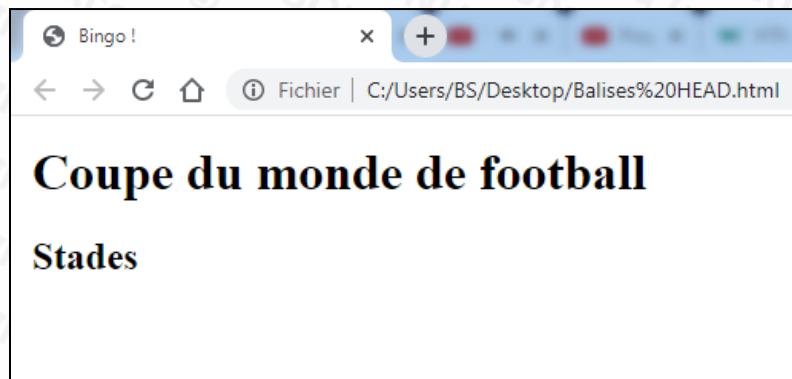 Bingo !
Fichier | C:/Users/BS/Desktop/Balises%20HEAD.html
Coupe du monde de football
Stades